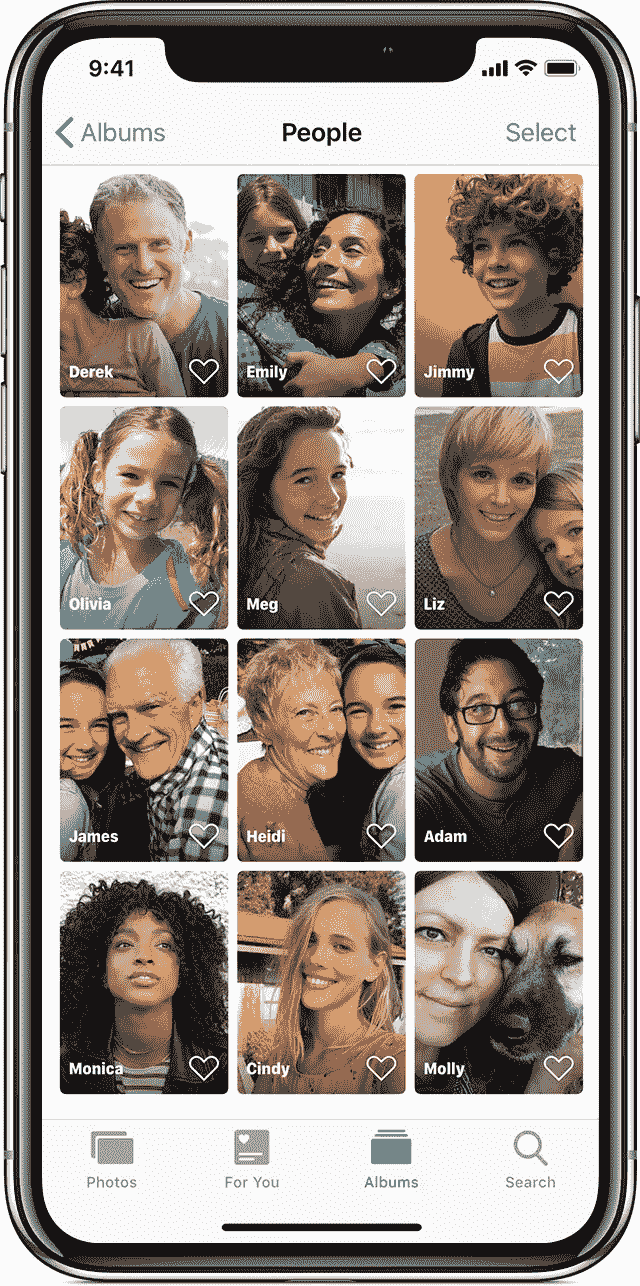 9:41
Albums People Select
Derek Emily Jimmy
Olivia Meg Liz
James Heidi Adam
Monica Cindy Molly
Photos For You Albums Search